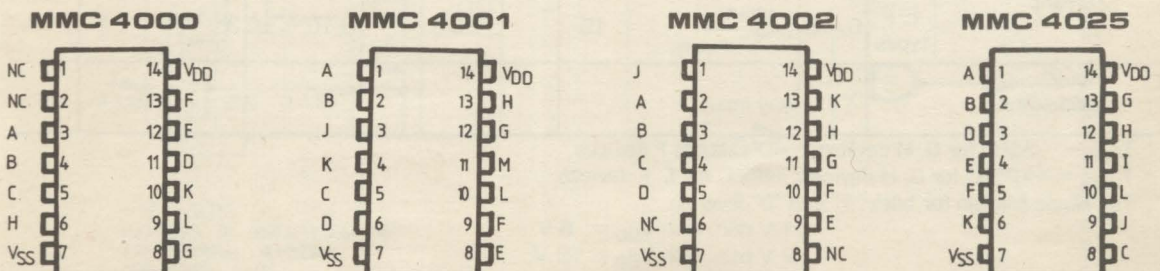 MMC 4000 MMC 4001 MMC 4002 MMC 4025
NC 1 14 VDD A 1 14 VDD J 1 14 VDD A 1 14 VDD
NC 2 13 F B 2 13 H A 2 13 K B 2 13 G
A 3 12 E J 3 12 G B 3 12 H D 3 12 H
B 4 11 D K 4 11 M C 4 11 G E 4 11 I
C 5 10 K C 5 10 L D 5 10 F F 5 10 L
H 6 9 L D 6 9 F NC 6 9 E K 6 9 J
VSS 7 8 G VSS 7 8 E VSS 7 8 NC VSS 7 8 C